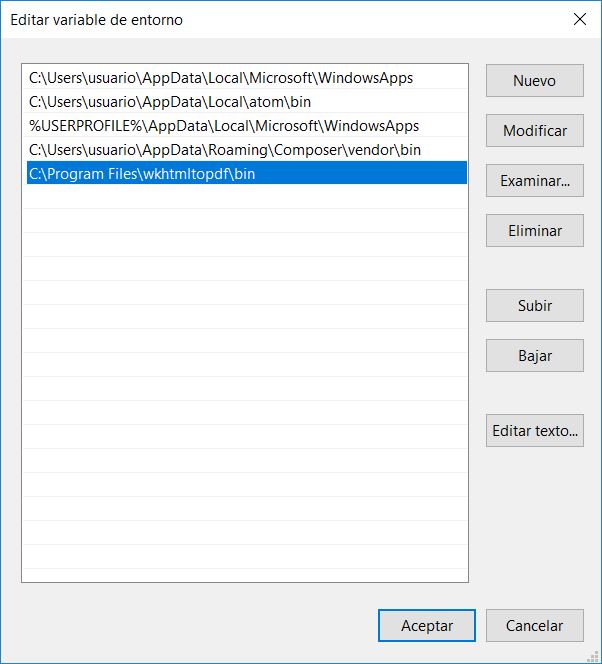 Editar variable de entorno
C:\Users\usuario\AppData\Local\Microsoft\WindowsApps
C:\Users\usuario\AppData\Local\atom\bin
%USERPROFILE%\AppData\Local\Microsoft\WindowsApps
C:\Users\usuario\AppData\Roaming\Composer\vendor\bin
C:\Program Files\wkhtmltopdf\bin
Nuevo
Modificar
Examinar...
Eliminar
Subir
Bajar
Editar texto...
Aceptar
Cancelar